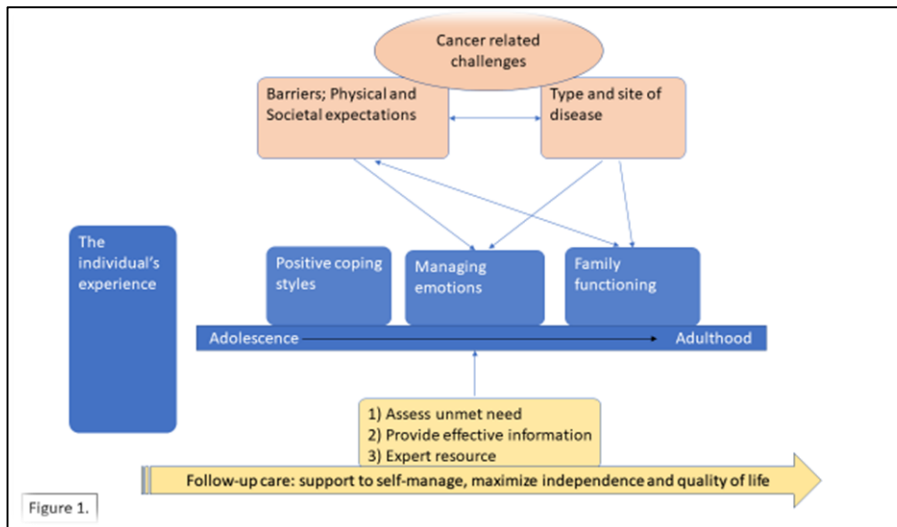 Cancer related
challenges
Barriers; Physical and
Societal expectations
Type and site of
disease
The
individual's
experience
Positive coping
styles
Managing
emotions
Family
functioning
Adolescence
Adulthood
1) Assess unmet need
2) Provide effective information
3) Expert resource
Follow-up care: support to self-manage, maximize independence and quality of life
Figure 1.